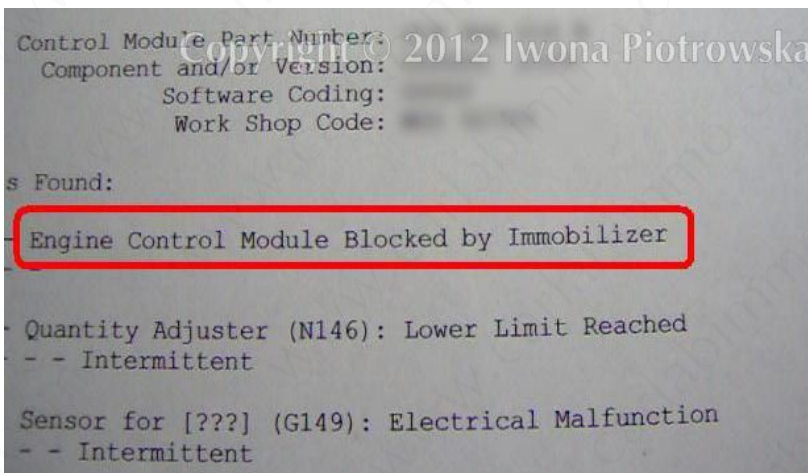 Control Module Part Number:
Copyright © 2012 Iwona Piotrowska
Component and/or Version:
Software Coding:
Work Shop Code:
s Found:
- Engine Control Module Blocked by Immobilizer
- -
- Quantity Adjuster (N146): Lower Limit Reached
- - - Intermittent
Sensor for [???] (G149): Electrical Malfunction
- - Intermittent